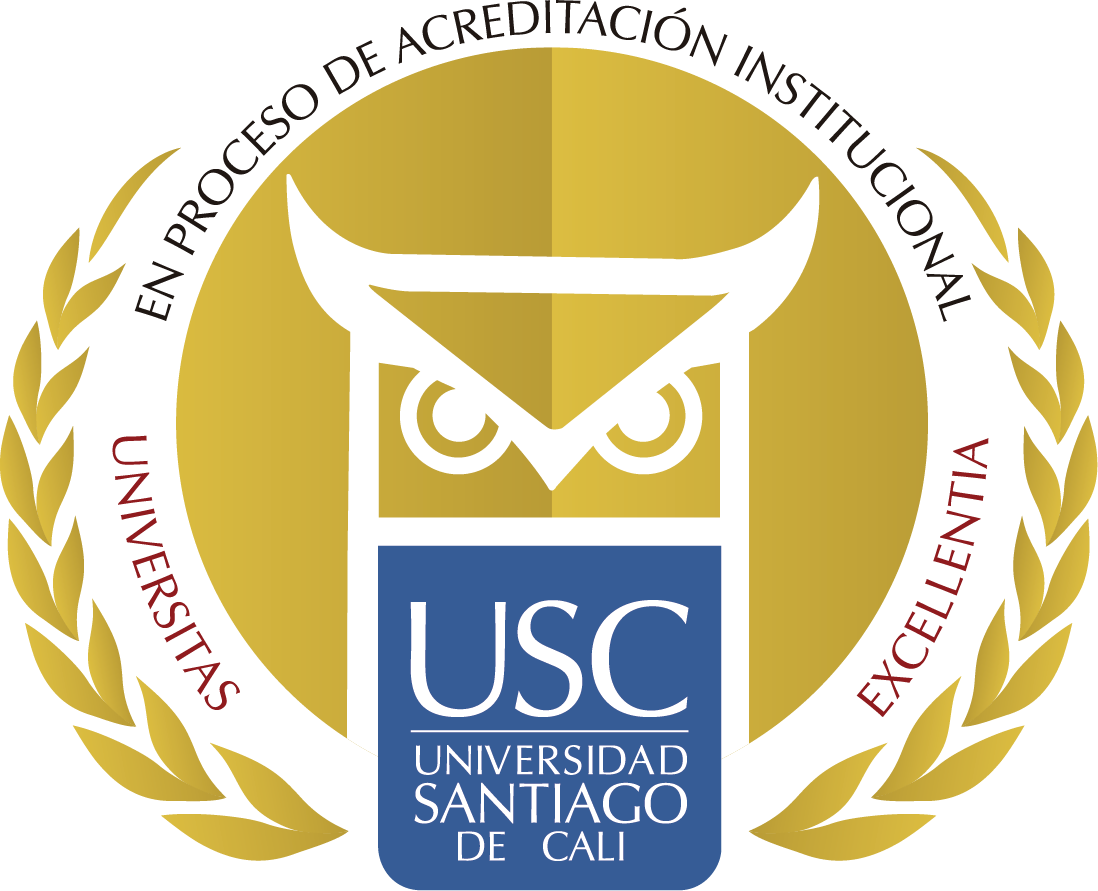 EN PROCESO DE ACREDITACIÓN INSTITUCIONAL
UNIVERSITAS
EXCELLENTIA
USC
UNIVERSIDAD
SANTIAGO
DE CALI